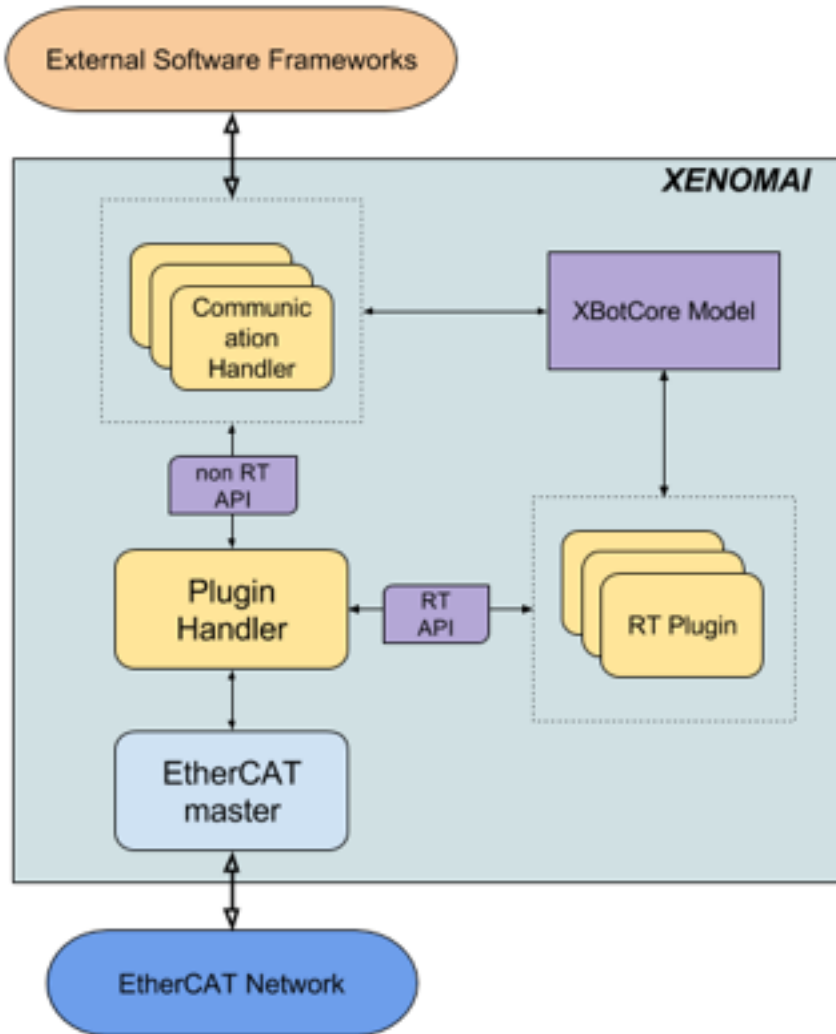 External Software Frameworks
XENOMAI
Communic
ation
Handler
XBotCore Model
non RT
API
Plugin
Handler
RT
API
RT Plugin
EtherCAT
master
EtherCAT Network